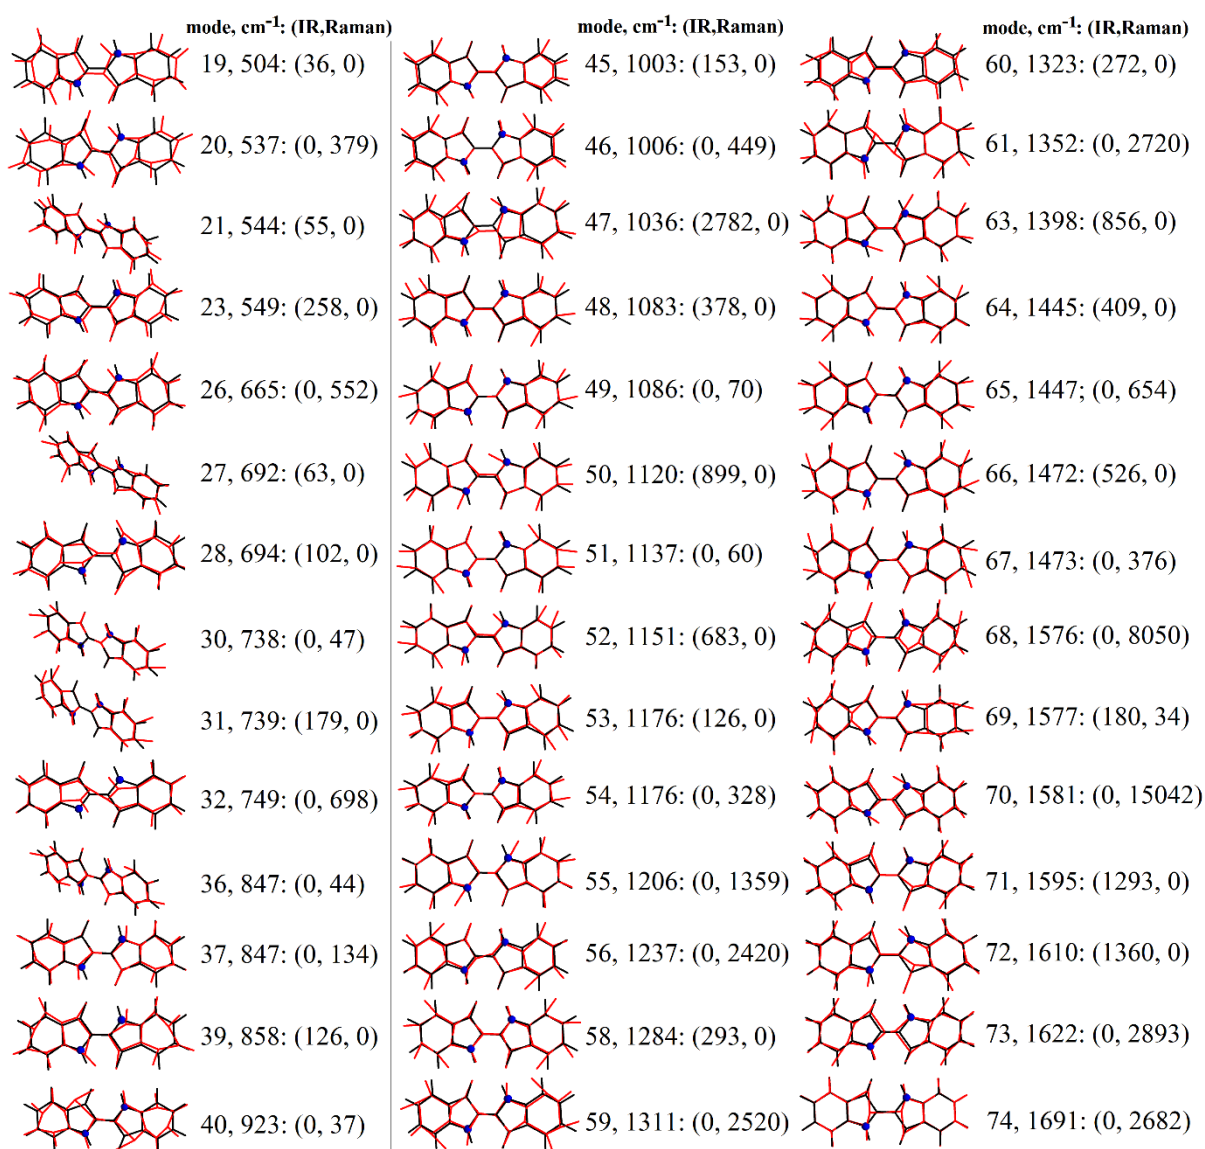 mode, cm-1: (IR,Raman)
19, 504: (36, 0)
20, 537: (0, 379)
21, 544: (55, 0)
23, 549: (258, 0)
26, 665: (0, 552)
27, 692: (63, 0)
28, 694: (102, 0)
30, 738: (0, 47)
31, 739: (179, 0)
32, 749: (0, 698)
36, 847: (0, 44)
37, 847: (0, 134)
39, 858: (126, 0)
40, 923: (0, 37)
mode, cm-1: (IR,Raman)
45, 1003: (153, 0)
46, 1006: (0, 449)
47, 1036: (2782, 0)
48, 1083: (378, 0)
49, 1086: (0, 70)
50, 1120: (899, 0)
51, 1137: (0, 60)
52, 1151: (683, 0)
53, 1176: (126, 0)
54, 1176: (0, 328)
55, 1206: (0, 1359)
56, 1237: (0, 2420)
58, 1284: (293, 0)
59, 1311: (0, 2520)
mode, cm-1: (IR,Raman)
60, 1323: (272, 0)
61, 1352: (0, 2720)
63, 1398: (856, 0)
64, 1445: (409, 0)
65, 1447; (0, 654)
66, 1472: (526, 0)
67, 1473: (0, 376)
68, 1576: (0, 8050)
69, 1577: (180, 34)
70, 1581: (0, 15042)
71, 1595: (1293, 0)
72, 1610: (1360, 0)
73, 1622: (0, 2893)
74, 1691: (0, 2682)